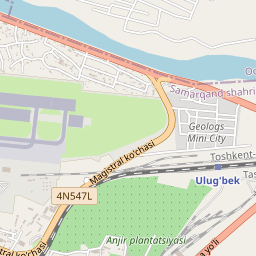 Samarqand shahri
Geologs
Mini City
Magistral ko'chasi
Toshkent-
Ulug'bek
4N547L
Anjir plantatsiyasi